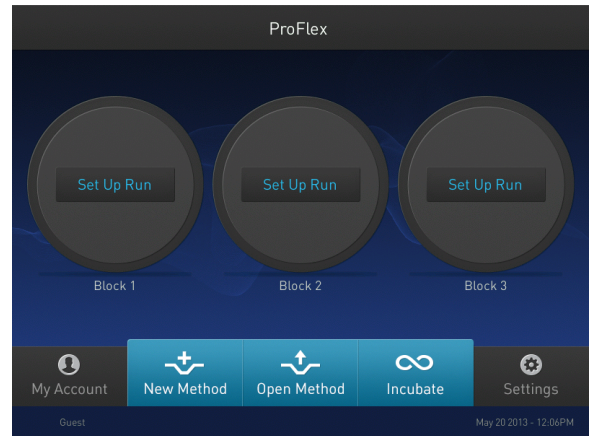 ProFlex
Set Up Run
Set Up Run
Set Up Run
Block 1
Block 2
Block 3
My Account
New Method
Open Method
Incubate
Settings
Guest
May 20 2013 - 12:06PM